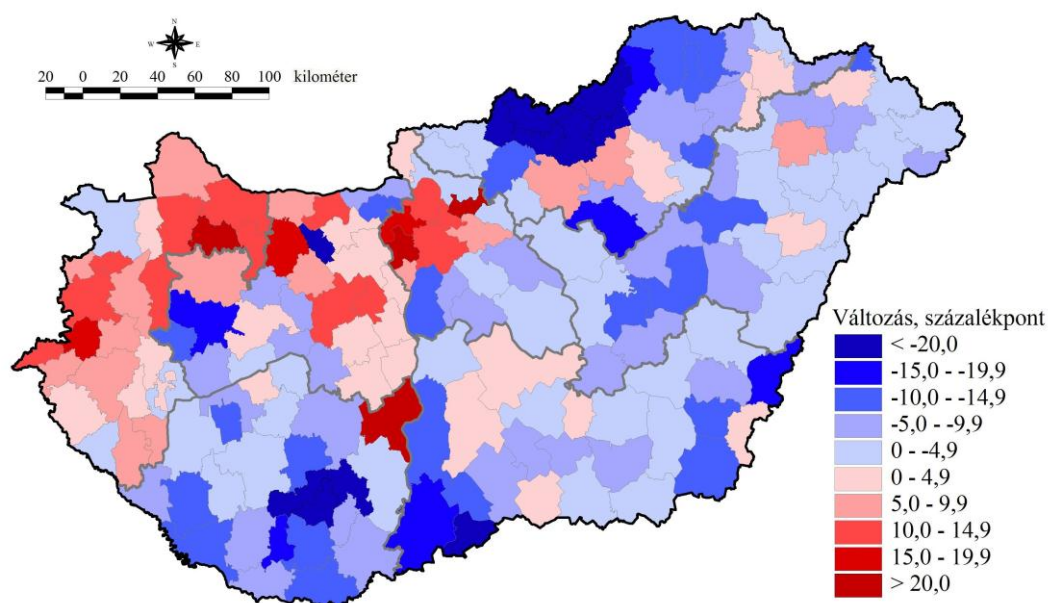 N
W E
S
20 0 20 40 60 80 100 kilométer
Változás, százalékpont
< -20,0
-15,0 - -19,9
-10,0 - -14,9
-5,0 - -9,9
0 - -4,9
0 - 4,9
5,0 - 9,9
10,0 - 14,9
15,0 - 19,9
> 20,0